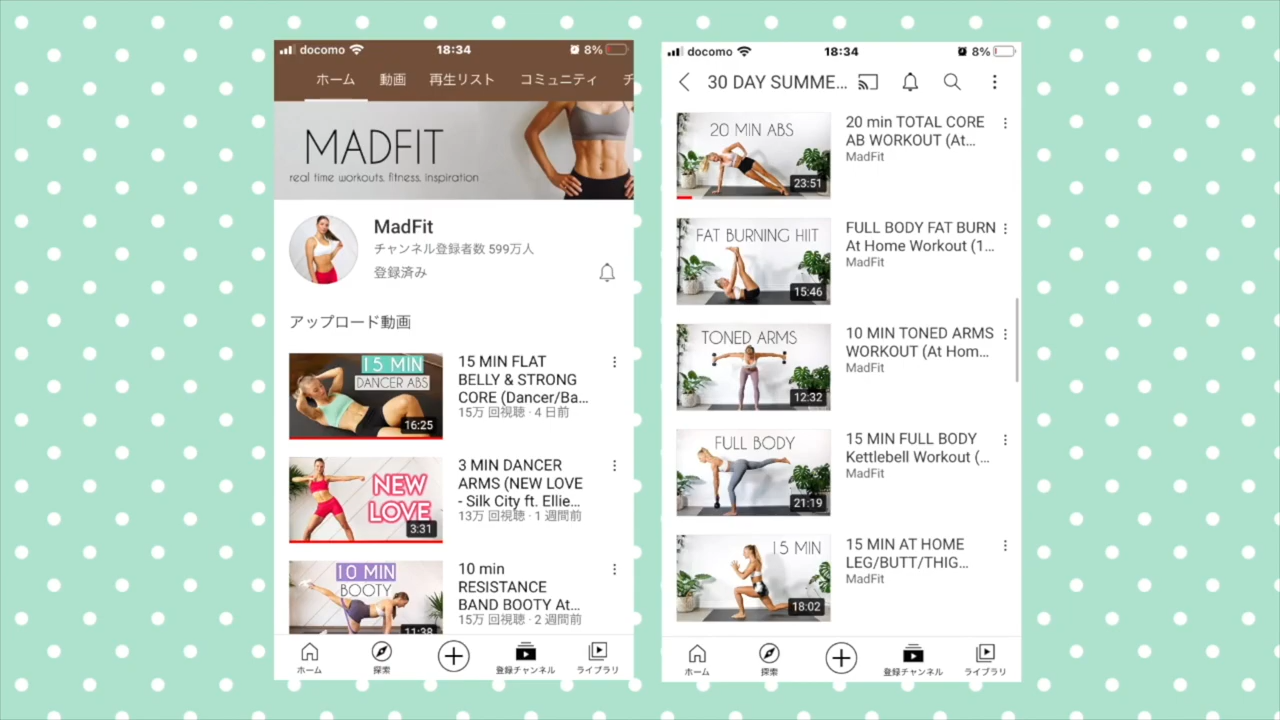 docomo 18:34 8%
ホーム 動画 再生リスト コミュニティ チ
MADFIT
real time workouts, fitness, inspiration
MadFit
チャンネル登録者数 599万人
登録済み
アップロード動画
15 MIN
DANCER ABS
16:25
15 MIN FLAT
BELLY & STRONG
CORE (Dancer/Ba...
15万 回視聴 · 4 日前
NEW
LOVE
3:31
3 MIN DANCER
ARMS (NEW LOVE
- Silk City ft. Ellie...
13万 回視聴 · 1 週間前
10 MIN
BOOTY
11:38
10 min
RESISTANCE
BAND BOOTY At...
15万 回視聴 · 2 週間前
ホーム 探索 登録チャンネル ライブラリ
docomo 18:34 8%
30 DAY SUMME...
20 MIN ABS
23:51
20 min TOTAL CORE
AB WORKOUT (At...
MadFit
FAT BURNING HIIT
15:46
FULL BODY FAT BURN
At Home Workout (1...
MadFit
TONED ARMS
12:32
10 MIN TONED ARMS
WORKOUT (At Hom...
MadFit
FULL BODY
21:19
15 MIN FULL BODY
Kettlebell Workout (...
MadFit
15 MIN
18:02
15 MIN AT HOME
LEG/BUTT/THIG...
MadFit
ホーム 探索 登録チャンネル ライブラリ